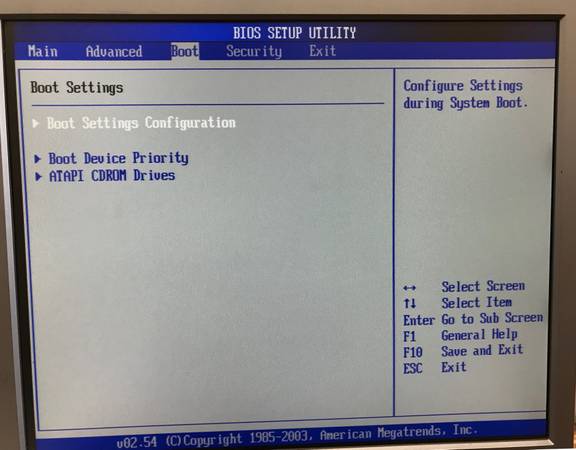 BIOS SETUP UTILITY
Main Advanced Boot Security Exit
Boot Settings
Boot Settings Configuration
Boot Device Priority
ATAPI CDROM Drives
Configure Settings
during System Boot.
↔ Select Screen
↑↓ Select Item
Enter Go to Sub Screen
F1 General Help
F10 Save and Exit
ESC Exit
v02.54 (C)Copyright 1985-2003, American Megatrends, Inc.